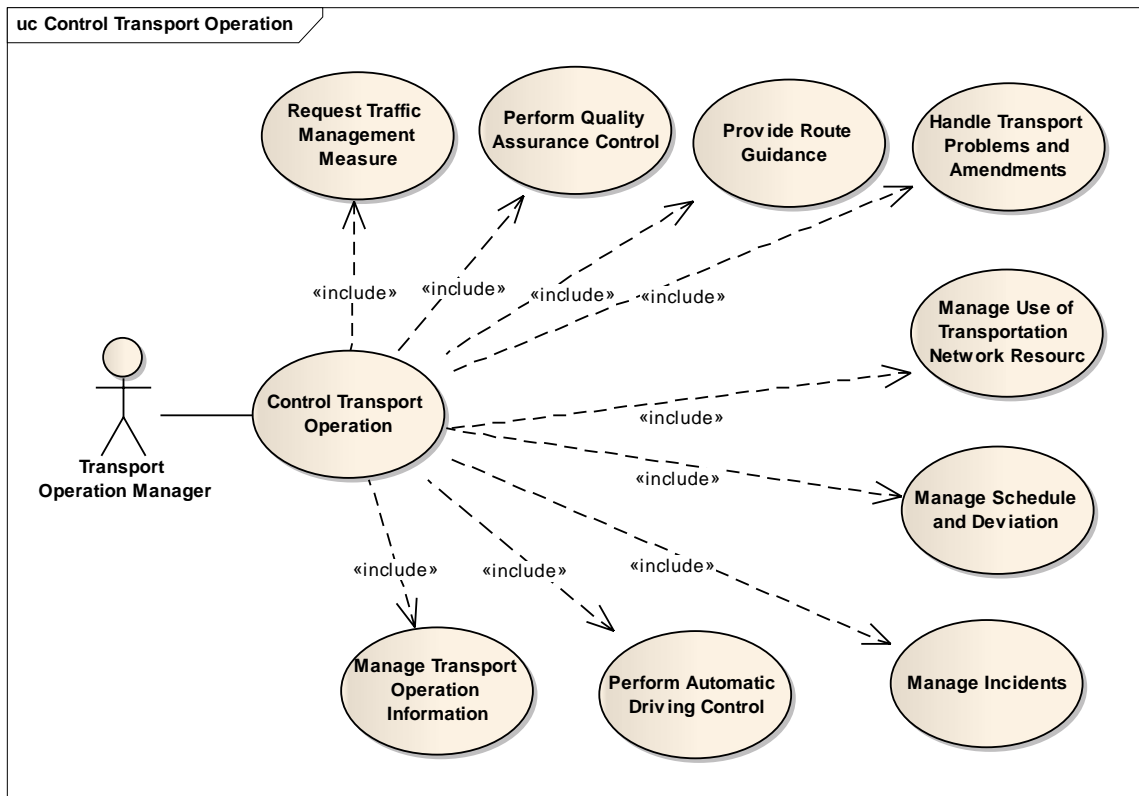 uc Control Transport Operation
Request Traffic
Management
Measure
Perform Quality
Assurance Control
Provide Route
Guidance
Handle Transport
Problems and
Amendments
«include»
«include»
«include»
«include»
Manage Use of
Transportation
Network Resourc
Control Transport
Operation
«include»
Transport
Operation Manager
«include»
Manage Schedule
and Deviation
«include»
«include»
«include»
Manage Transport
Operation
Information
Perform Automatic
Driving Control
Manage Incidents